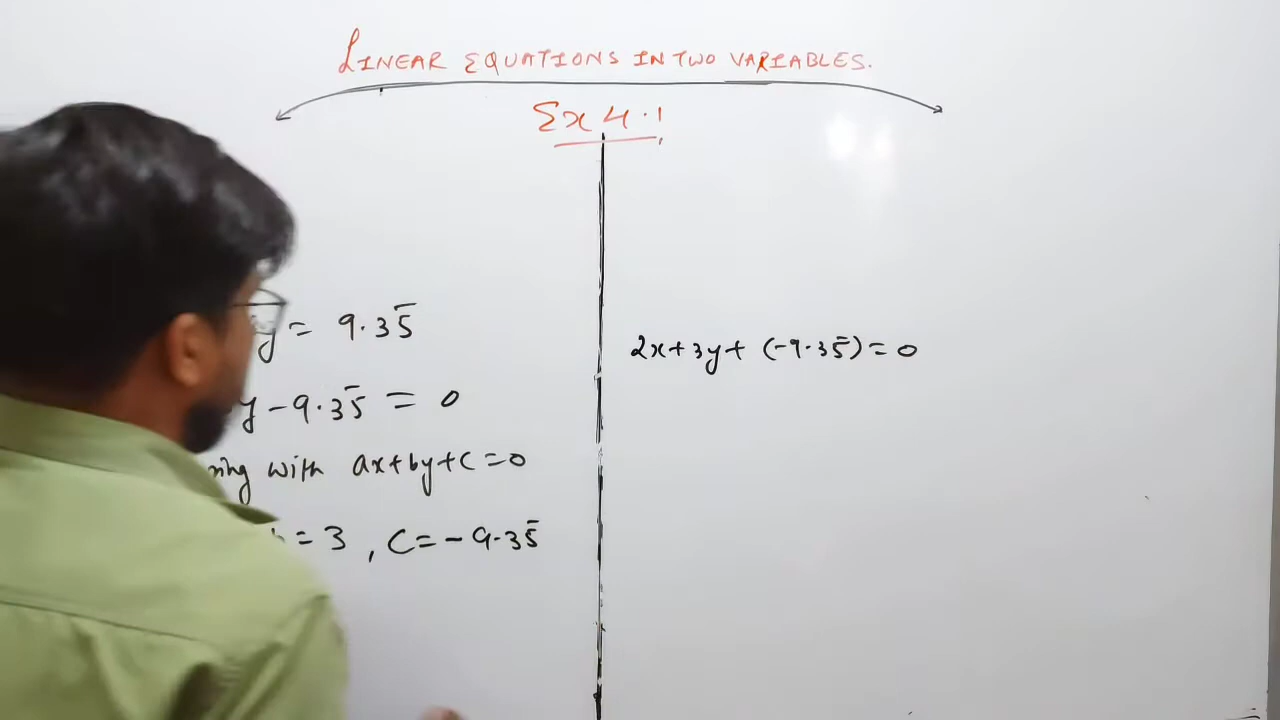 LINEAR EQUATIONS IN TWO VARIABLES.
Ex 4.1
y = 9.35̅
y - 9.35̅ = 0
with ax+by+c=0
= 3 , C = - 9.35̅
2x+3y+ (-9.35̅) = 0